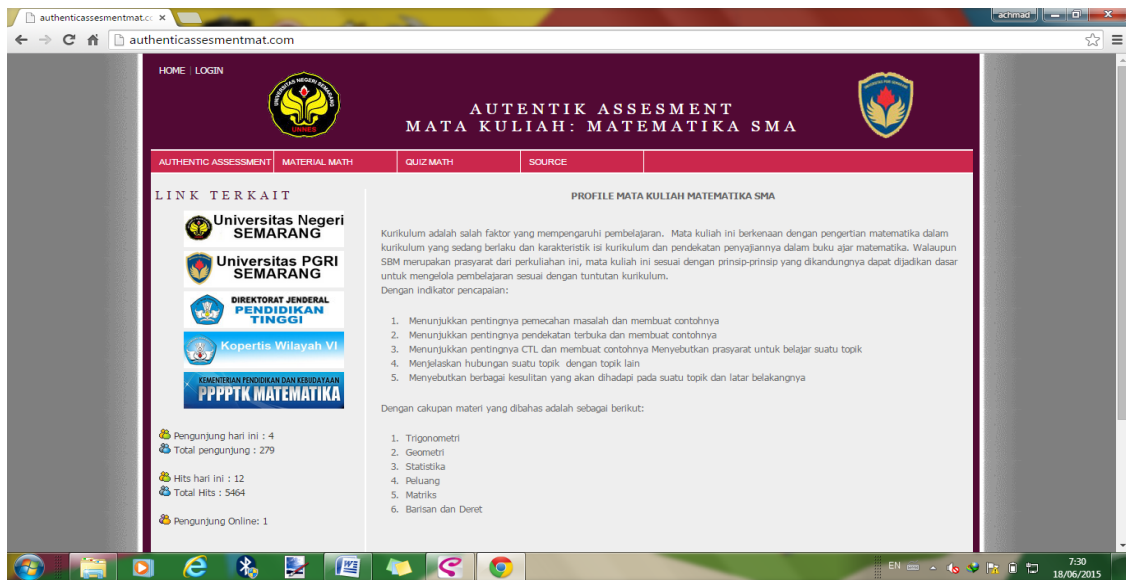 authenticassesmentmat.cc
achmad
authenticassesmentmat.com
HOME | LOGIN
UNIVERSITAS NEGERI SEMARANG
UNNES
AUTENTIK ASSESMENT
MATA KULIAH: MATEMATIKA SMA
AUTHENTIC ASSESSMENT
MATERIAL MATH
QUIZ MATH
SOURCE
LINK TERKAIT
Universitas Negeri
SEMARANG
Universitas PGRI
SEMARANG
DIREKTORAT JENDERAL
PENDIDIKAN
TINGGI
Kopertis Wilayah VI
KEMENTERIAN PENDIDIKAN DAN KEBUDAYAAN
PPPPTK MATEMATIKA
Pengunjung hari ini : 4
Total pengunjung : 279
Hits hari ini : 12
Total Hits : 5464
Pengunjung Online: 1
PROFILE MATA KULIAH MATEMATIKA SMA
Kurikulum adalah salah faktor yang mempengaruhi pembelajaran. Mata kuliah ini berkenaan dengan pengertian matematika dalam
kurikulum yang sedang berlaku dan karakteristik isi kurikulum dan pendekatan penyajiannya dalam buku ajar matematika. Walaupun
SBM merupakan prasyarat dari perkuliahan ini, mata kuliah ini sesuai dengan prinsip-prinsip yang dikandungnya dapat dijadikan dasar
untuk mengelola pembelajaran sesuai dengan tuntutan kurikulum.
Dengan indikator pencapaian:
1. Menunjukkan pentingnya pemecahan masalah dan membuat contohnya
2. Menunjukkan pentingnya pendekatan terbuka dan membuat contohnya
3. Menunjukkan pentingnya CTL dan membuat contohnya Menyebutkan prasyarat untuk belajar suatu topik
4. Menjelaskan hubungan suatu topik dengan topik lain
5. Menyebutkan berbagai kesulitan yang akan dihadapi pada suatu topik dan latar belakangnya
Dengan cakupan materi yang dibahas adalah sebagai berikut:
1. Trigonometri
2. Geometri
3. Statistika
4. Peluang
5. Matriks
6. Barisan dan Deret
EN
7:30
18/06/2015